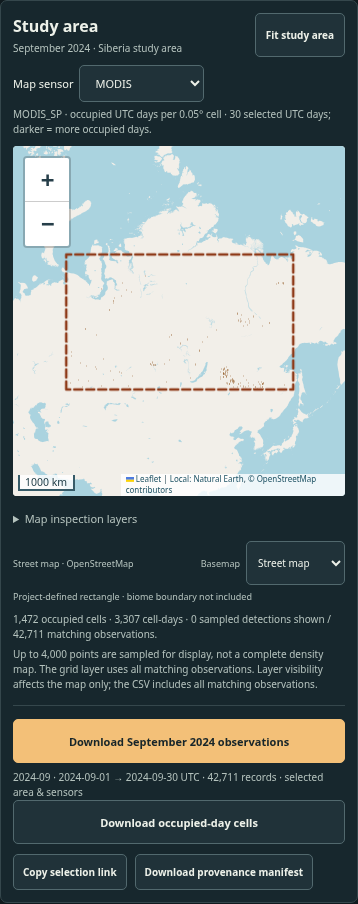 Study area
September 2024 · Siberia study area
Fit study area
Map sensor
MODIS
MODIS_SP · occupied UTC days per 0.05° cell · 30 selected UTC days;
darker = more occupied days.
+
−
1000 km
Leaflet | Local: Natural Earth, © OpenStreetMap
contributors
▶ Map inspection layers
Street map · OpenStreetMap
Basemap
Street map
Project-defined rectangle · biome boundary not included
1,472 occupied cells · 3,307 cell-days · 0 sampled detections shown /
42,711 matching observations.
Up to 4,000 points are sampled for display, not a complete density
map. The grid layer uses all matching observations. Layer visibility
affects the map only; the CSV includes all matching observations.
Download September 2024 observations
2024-09 · 2024-09-01 → 2024-09-30 UTC · 42,711 records · selected
area & sensors
Download occupied-day cells
Copy selection link
Download provenance manifest